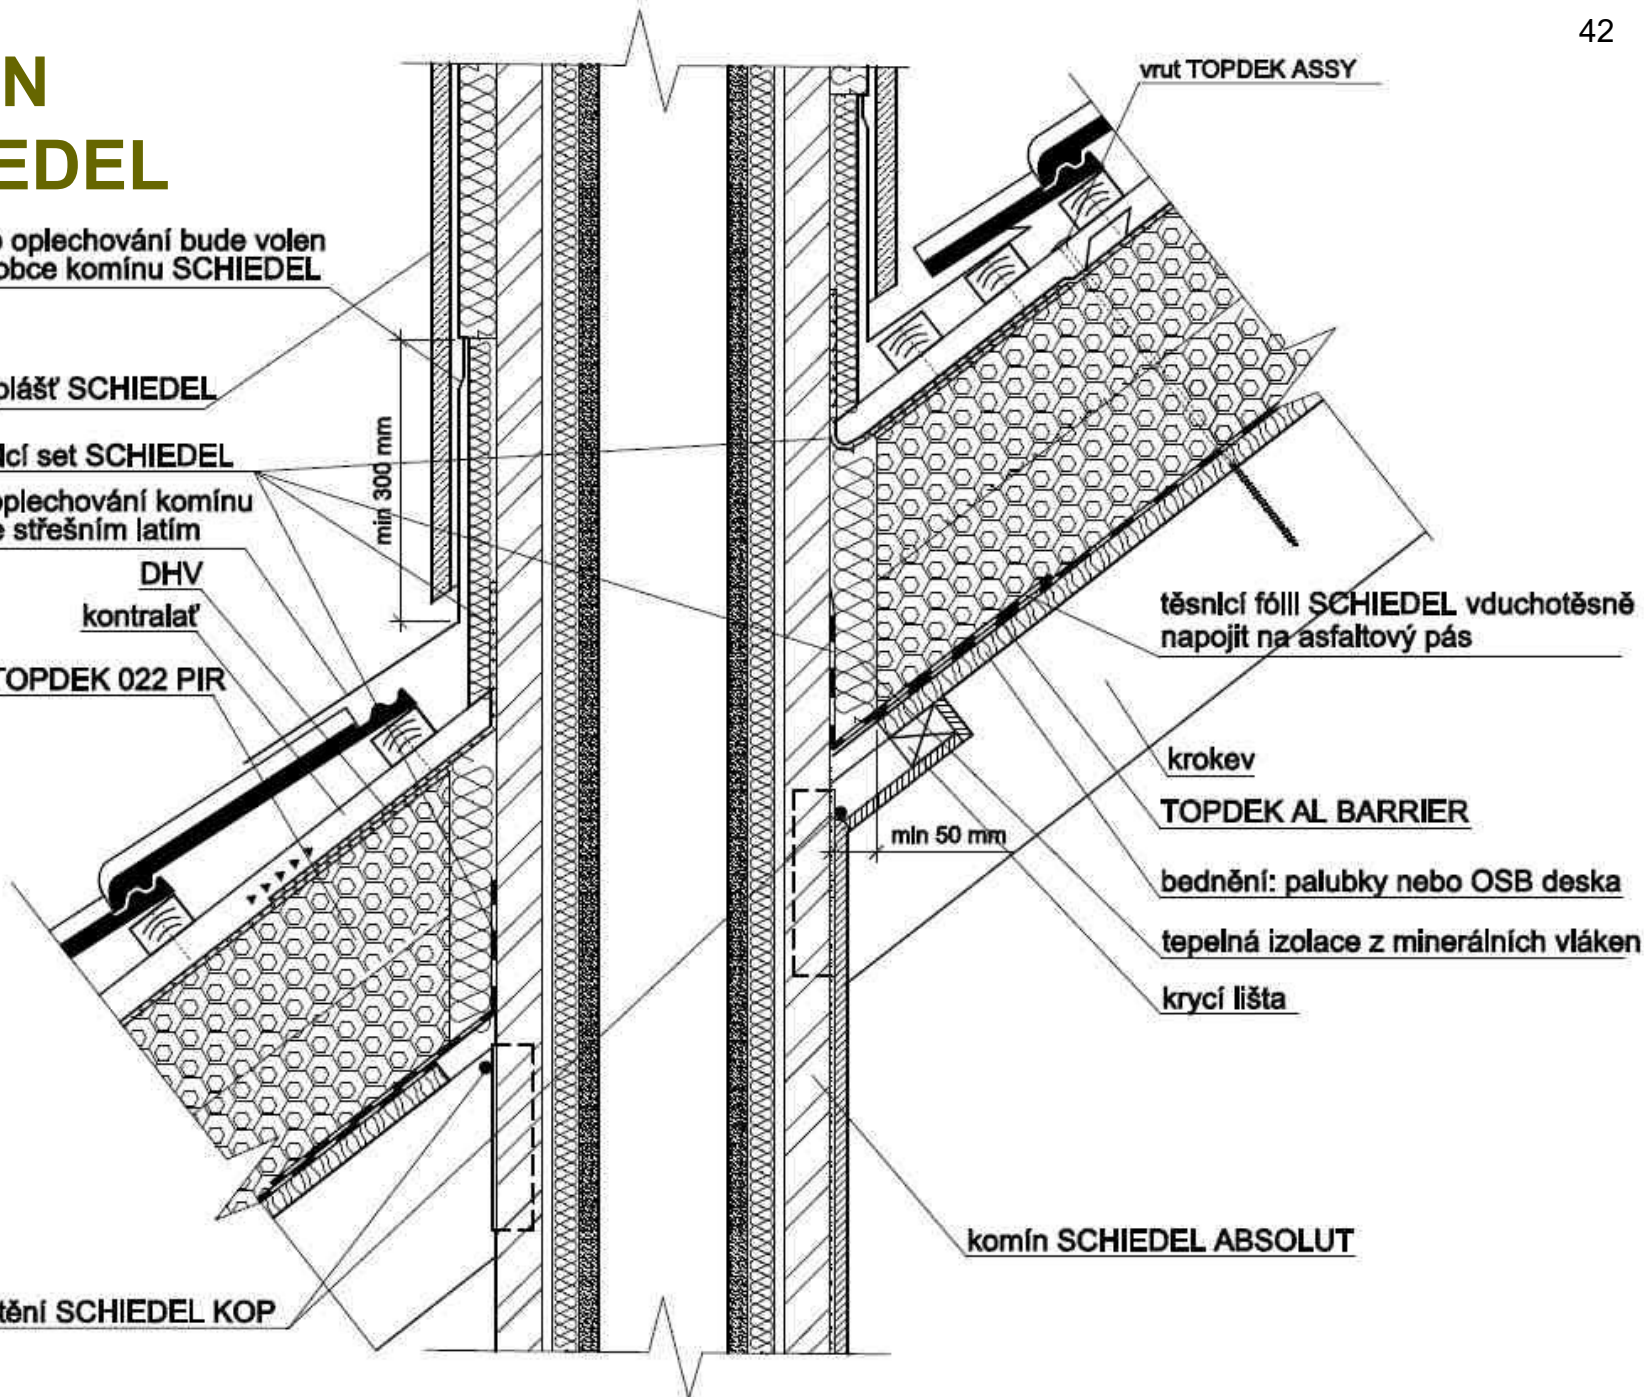 42
N
EDEL
vrut TOPDEK ASSY
oplechování bude volen
obce komínu SCHIEDEL
plášť SCHIEDEL
min 300 mm
icí set SCHIEDEL
oplechování komínu
e střešním latím
DHV
kontralať
TOPDEK 022 PIR
těsnicí fólii SCHIEDEL vduchotěsně
napojit na asfaltový pás
krokev
TOPDEK AL BARRIER
min 50 mm
bednění: palubky nebo OSB deska
tepelná izolace z minerálních vláken
krycí lišta
komín SCHIEDEL ABSOLUT
tění SCHIEDEL KOP